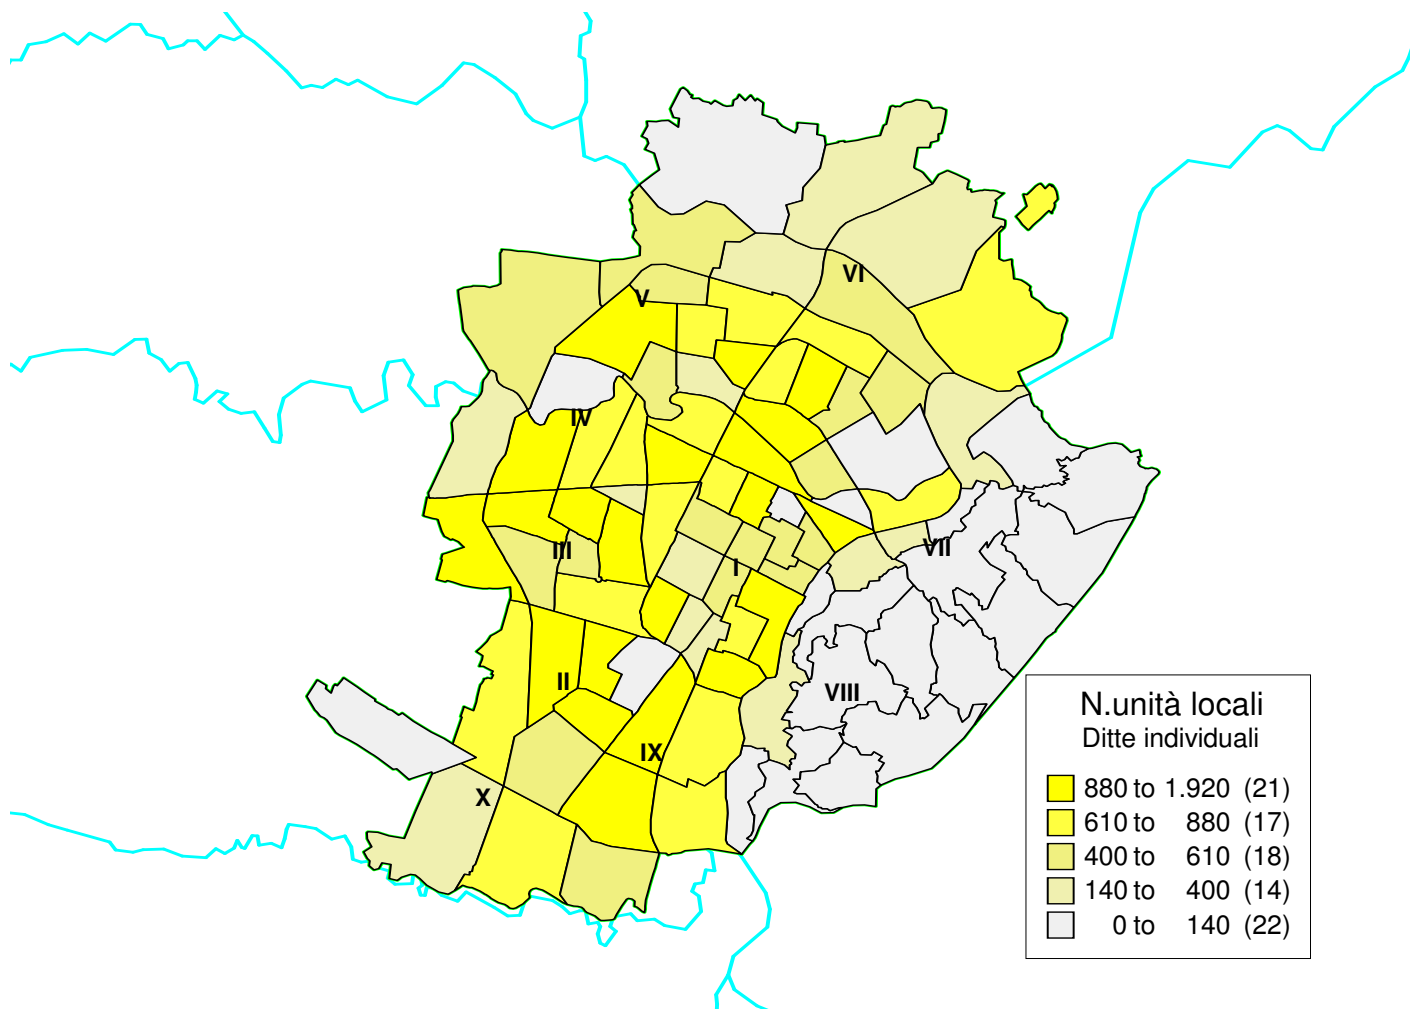 VI
V
IV
III
VII
I
II
VIII
IX
X
N.unità locali
Ditte individuali
880 to 1.920 (21)
610 to 880 (17)
400 to 610 (18)
140 to 400 (14)
0 to 140 (22)